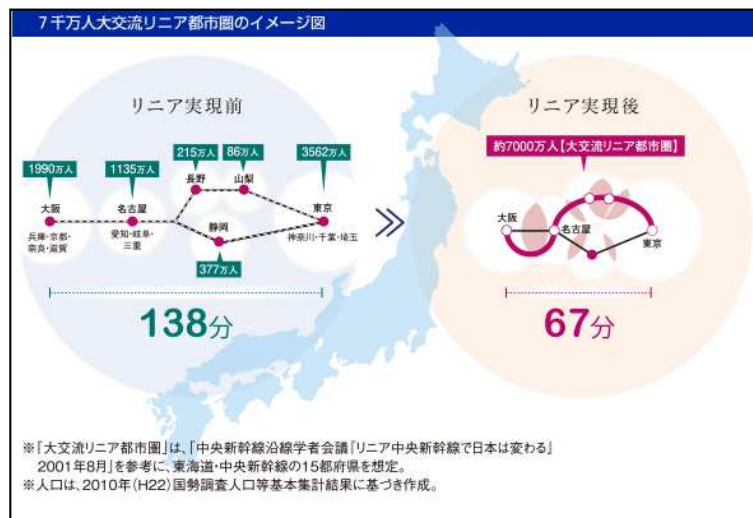 7千万人大交流リニア都市圏のイメージ図
リニア実現前
1990万人
1135万人
215万人
86万人
3562万人
長野
山梨
大阪
名古屋
東京
兵庫・京都・
奈良・滋賀
愛知・岐阜・
三重
静岡
神奈川・千葉・埼玉
377万人
138分
リニア実現後
約7000万人【大交流リニア都市圏】
大阪
名古屋
東京
67分
※「大交流リニア都市圏」は、「中央新幹線沿線学者会議『リニア中央新幹線で日本は変わる』
2001年8月」を参考に、東海道・中央新幹線の15都府県を想定。
※人口は、2010年(H22)国勢調査人口等基本集計結果に基づき作成。